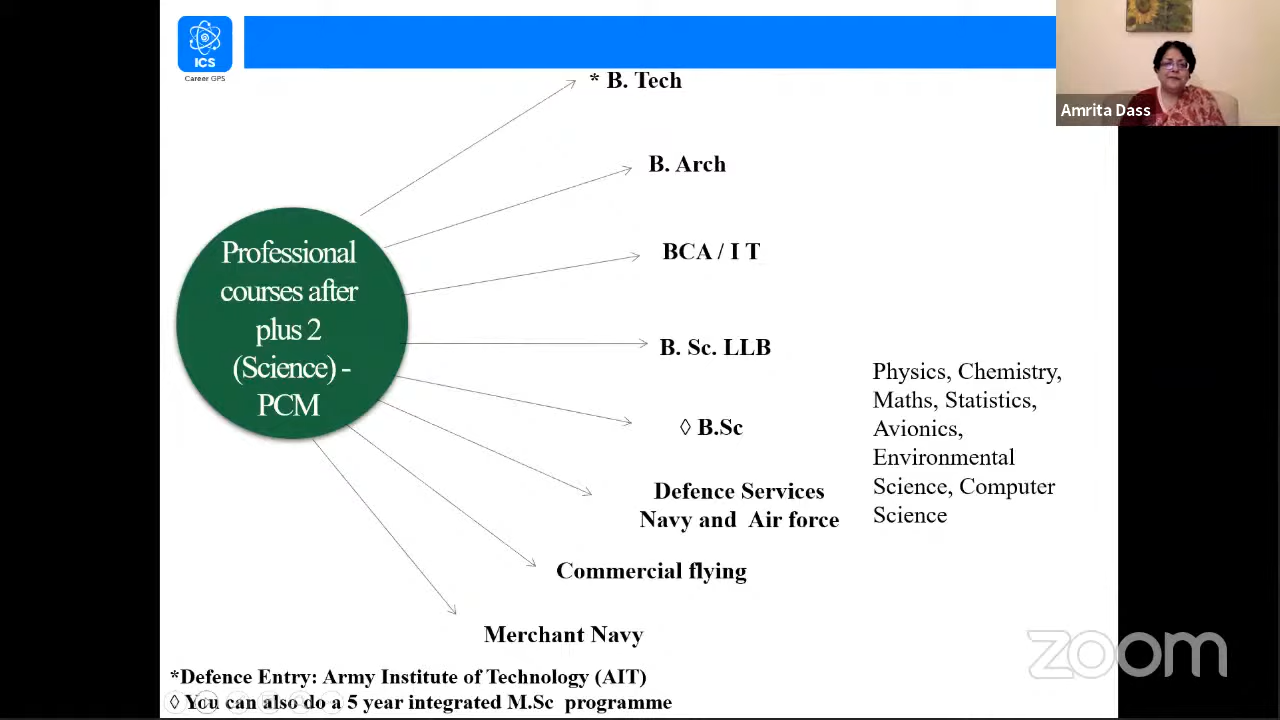 ICS
Career GPS
Amrita Dass
* B. Tech
B. Arch
BCA / I T
B. Sc. LLB
◊ B.Sc
Defence Services
Navy and Air force
Commercial flying
Merchant Navy
Professional
courses after
plus 2
(Science) -
PCM
Physics, Chemistry,
Maths, Statistics,
Avionics,
Environmental
Science, Computer
Science
*Defence Entry: Army Institute of Technology (AIT)
◊ You can also do a 5 year integrated M.Sc programme
zoom